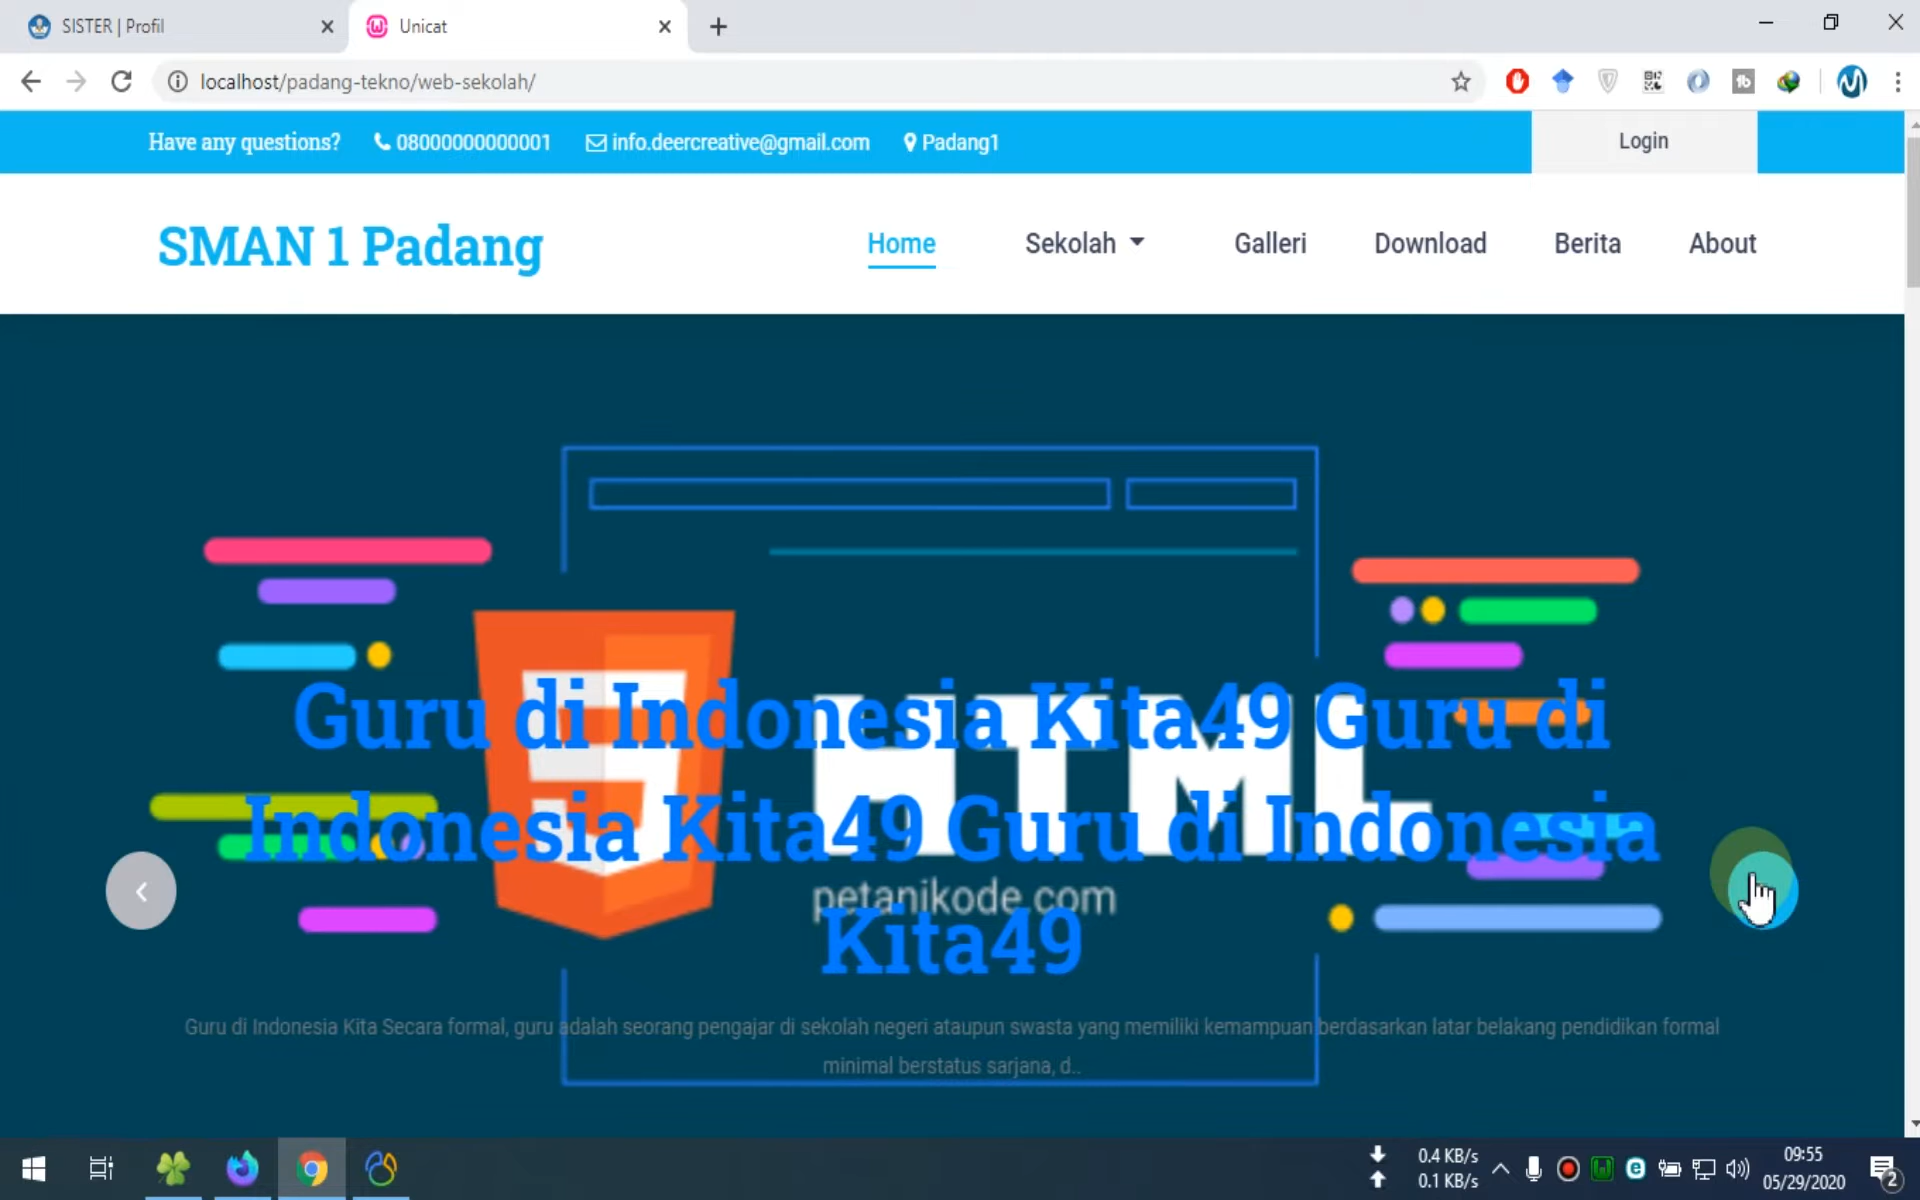 SISTER | Profil
Unicat
localhost/padang-tekno/web-sekolah/
Have any questions? 08000000000001 info.deercreative@gmail.com Padang1
Login
SMAN 1 Padang
Home Sekolah Galleri Download Berita About
HTML
petanikode.com
Guru di Indonesia Kita49 Guru di
Indonesia Kita49 Guru di Indonesia
Kita49
Guru di Indonesia Kita Secara formal, guru adalah seorang pengajar di sekolah negeri ataupun swasta yang memiliki kemampuan berdasarkan latar belakang pendidikan formal
minimal berstatus sarjana, d..
0.4 KB/s
0.1 KB/s
09:55
05/29/2020
2